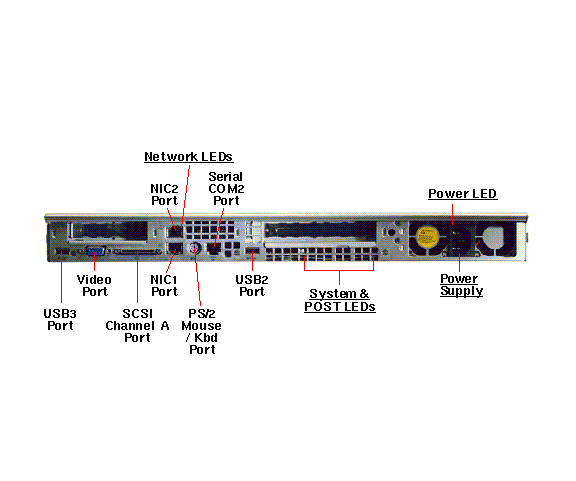 Network LEDs
NIC2
Port
Serial
COM2
Port
Power LED
Video
Port
NIC1
Port
USB2
Port
Power
Supply
System &
POST LEDs
USB3
Port
SCSI
Channel A
Port
PS/2
Mouse
/ Kbd
Port